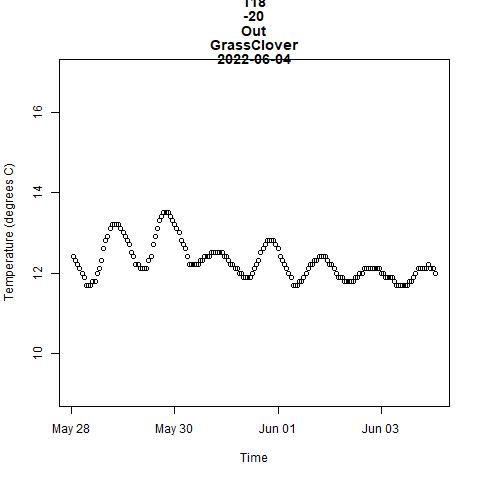 T18
-20
Out
GrassClover
2022-06-04
16
14
12
10
Temperature (degrees C)
May 28
May 30
Jun 01
Jun 03
Time